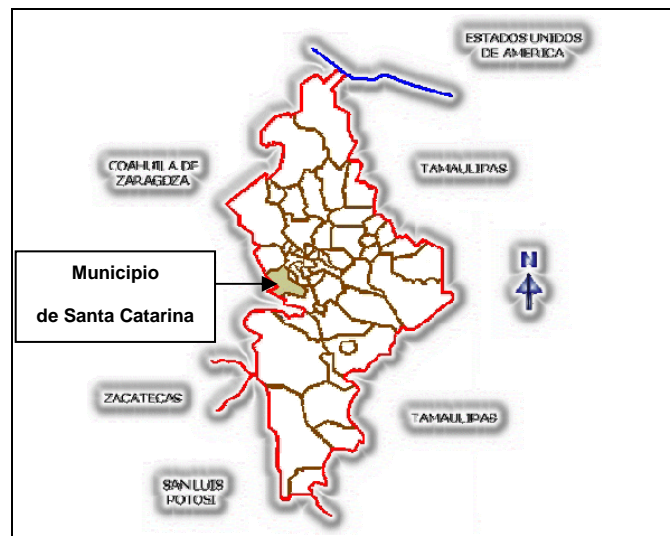 ESTADOS UNIDOS
DE AMERICA
COAHUILA DE
ZARAGOZA
TAMAULIPAS
Municipio
de Santa Catarina
N
ZACATECAS
TAMAULIPAS
SAN LUIS
POTOSI